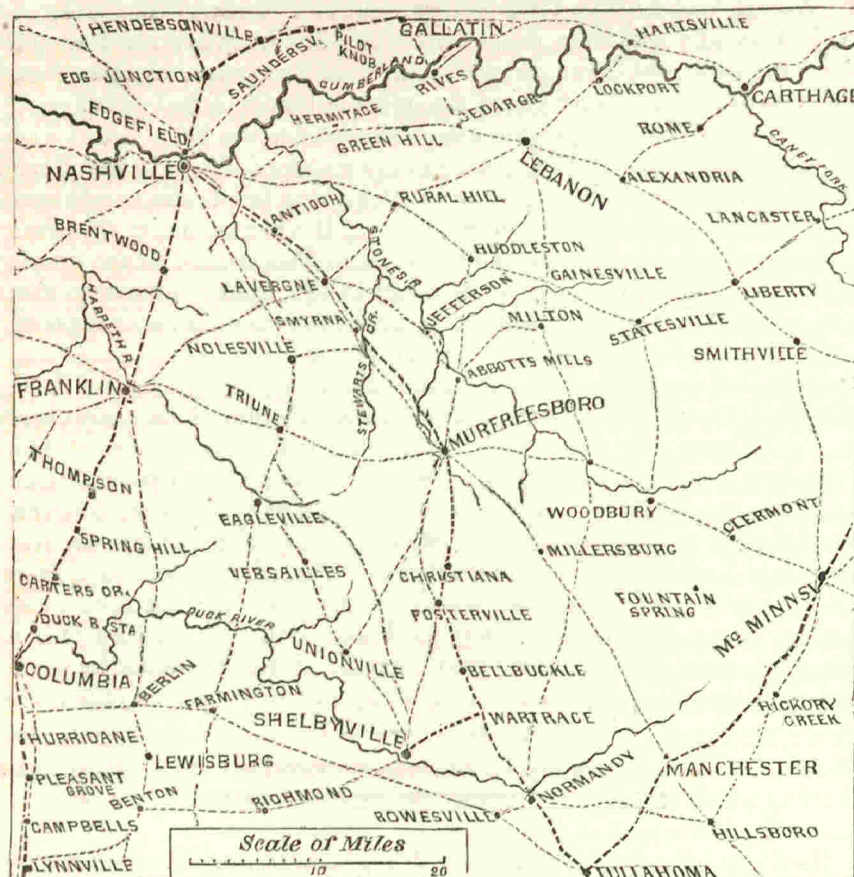 HENDERSONVILLE
SAUNDERSV.
PILOT
KNOB
GALLATIN
HARTSVILLE
EDG JUNCTION
CUMBERLAND
RIVES
LOCKPORT
CARTHAGE
EDGEFIELD
HERMITAGE
CEDAR GR.
ROME
CANEY FORK
NASHVILLE
GREEN HILL
LEBANON
ALEXANDRIA
ANTIOCH
RURAL HILL
LANCASTER
BRENTWOOD
STONES R.
HUDDLESTON
GAINESVILLE
HARPETH R.
LAVERGNE
JEFFERSON
LIBERTY
SMYRNA
MILTON
STATESVILLE
NOLESVILLE
STEWARTS CR.
ABBOTTS MILLS
SMITHVILLE
FRANKLIN
TRIUNE
MURFREESBORO
THOMPSON
EAGLEVILLE
WOODBURY
CLERMONT
SPRING HILL
VERSAILLES
CHRISTIANA
MILLERSBURG
CARTERS CR.
FOSTERVILLE
FOUNTAIN
SPRING
McMINNSV
DUCK R. STA
DUCK RIVER
UNIONVILLE
BELLBUCKLE
COLUMBIA
BERLIN
FARMINGTON
SHELBYVILLE
WARTRACE
HICKORY
CREEK
HURRICANE
LEWISBURG
NORMANDY
MANCHESTER
PLEASANT
GROVE
BENTON
RICHMOND
ROWESVILLE
CAMPBELLS
HILLSBORO
Scale of Miles
10
20
LYNNVILLE
TULLAHOMA